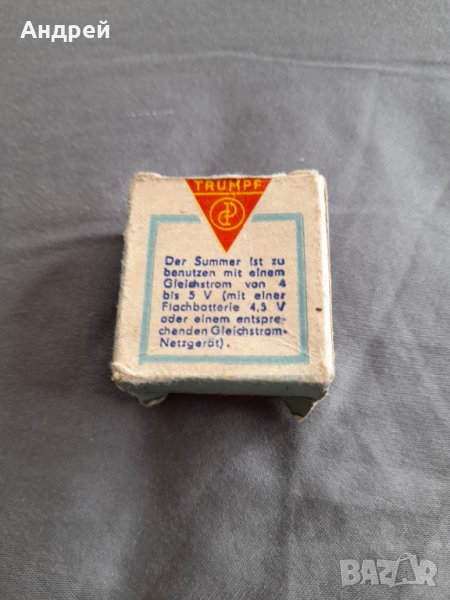 Андрей
TRUMPF
Der Summer ist zu
benutzen mit einem
Gleichstrom von 4
bis 5 V (mit einer
Flachbatterie 4,5 V
oder einem entspre-
chenden Gleichstrom-
Netzgerät).
BAZAR